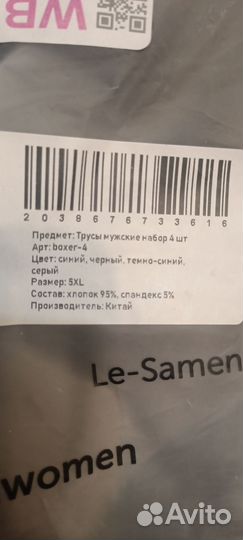 WB
2038676733616
Предмет: Трусы мужские набор 4 шт
Арт: boxer-4
Цвет: синий, черный, темно-синий,
серый
Размер: 5XL
Состав: хлопок 95%, спандекс 5%
Производитель: Китай
Le-Samen
women
Avito